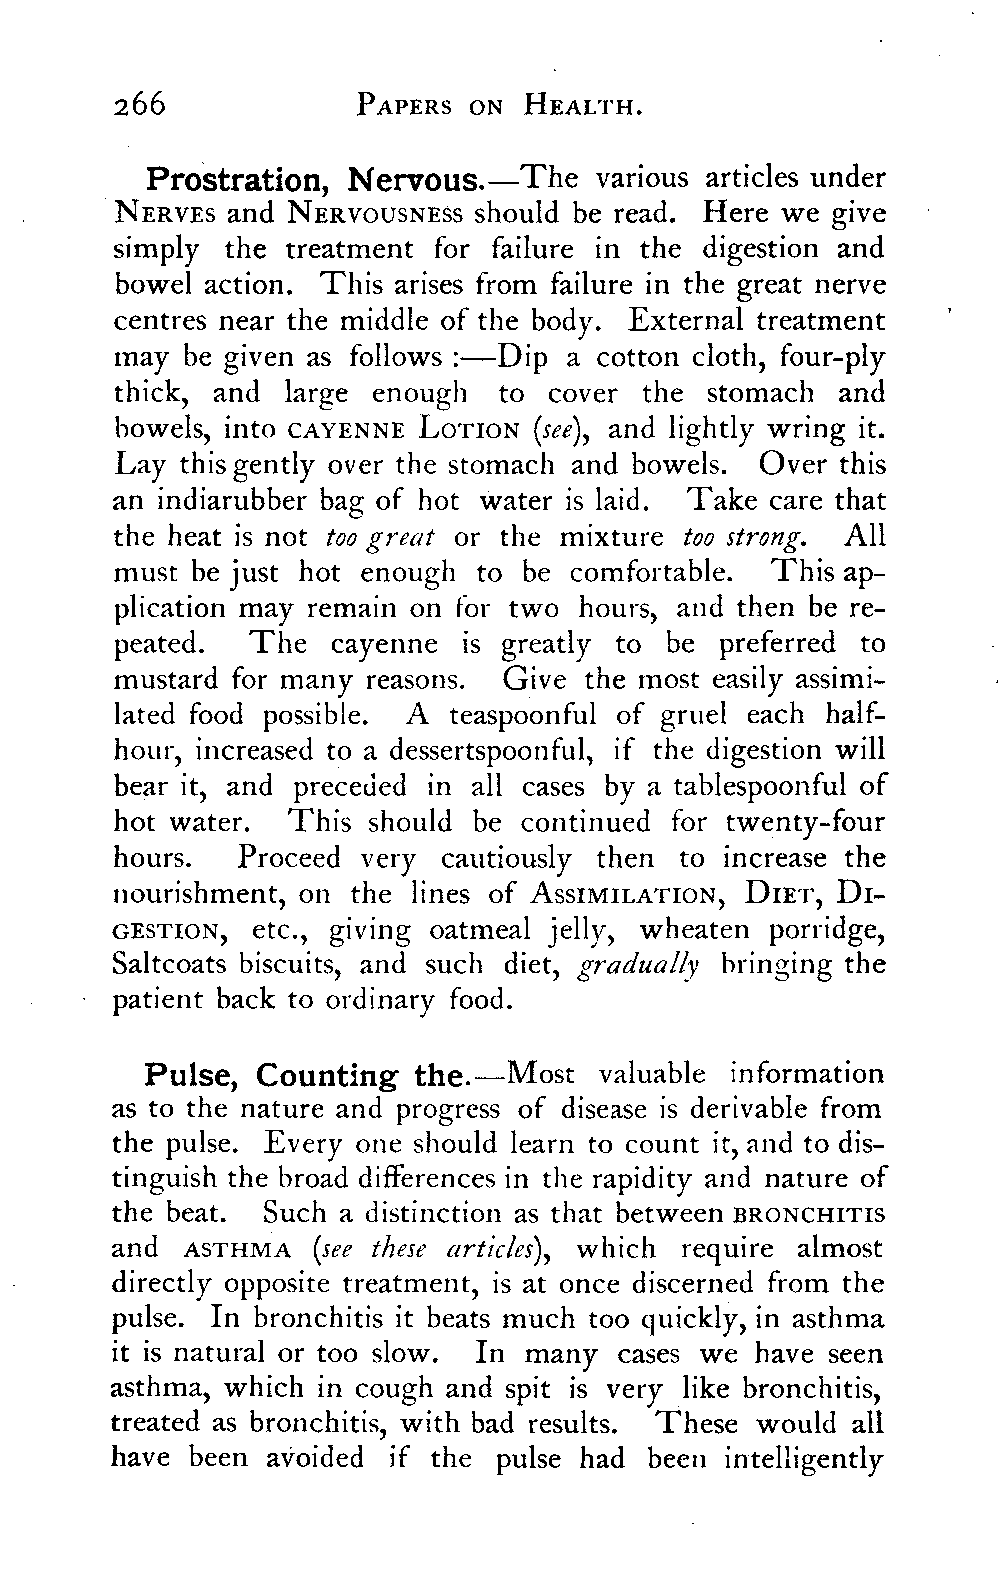 266 PAPERS ON HEALTH.
Prostration, Nervous.—The various articles under
NERVES and NERVOUSNESS should be read. Here we give
simply the treatment for failure in the digestion and
bowel action. This arises from failure in the great nerve
centres near the middle of the body. External treatment
may be given as follows :—Dip a cotton cloth, four-ply
thick, and large enough to cover the stomach and
bowels, into CAYENNE LOTION (see), and lightly wring it.
Lay this gently over the stomach and bowels. Over this
an indiarubber bag of hot water is laid. Take care that
the heat is not too great or the mixture too strong. All
must be just hot enough to be comfortable. This ap-
plication may remain on for two hours, and then be re-
peated. The cayenne is greatly to be preferred to
mustard for many reasons. Give the most easily assimi-
lated food possible. A teaspoonful of gruel each half-
hour, increased to a dessertspoonful, if the digestion will
bear it, and preceded in all cases by a tablespoonful of
hot water. This should be continued for twenty-four
hours. Proceed very cautiously then to increase the
nourishment, on the lines of ASSIMILATION, DIET, DI-
GESTION, etc., giving oatmeal jelly, wheaten porridge,
Saltcoats biscuits, and such diet, gradually bringing the
patient back to ordinary food.
Pulse, Counting the.—Most valuable information
as to the nature and progress of disease is derivable from
the pulse. Every one should learn to count it, and to dis-
tinguish the broad differences in the rapidity and nature of
the beat. Such a distinction as that between BRONCHITIS
and ASTHMA (see these articles), which require almost
directly opposite treatment, is at once discerned from the
pulse. In bronchitis it beats much too quickly, in asthma
it is natural or too slow. In many cases we have seen
asthma, which in cough and spit is very like bronchitis,
treated as bronchitis, with bad results. These would all
have been avoided if the pulse had been intelligently